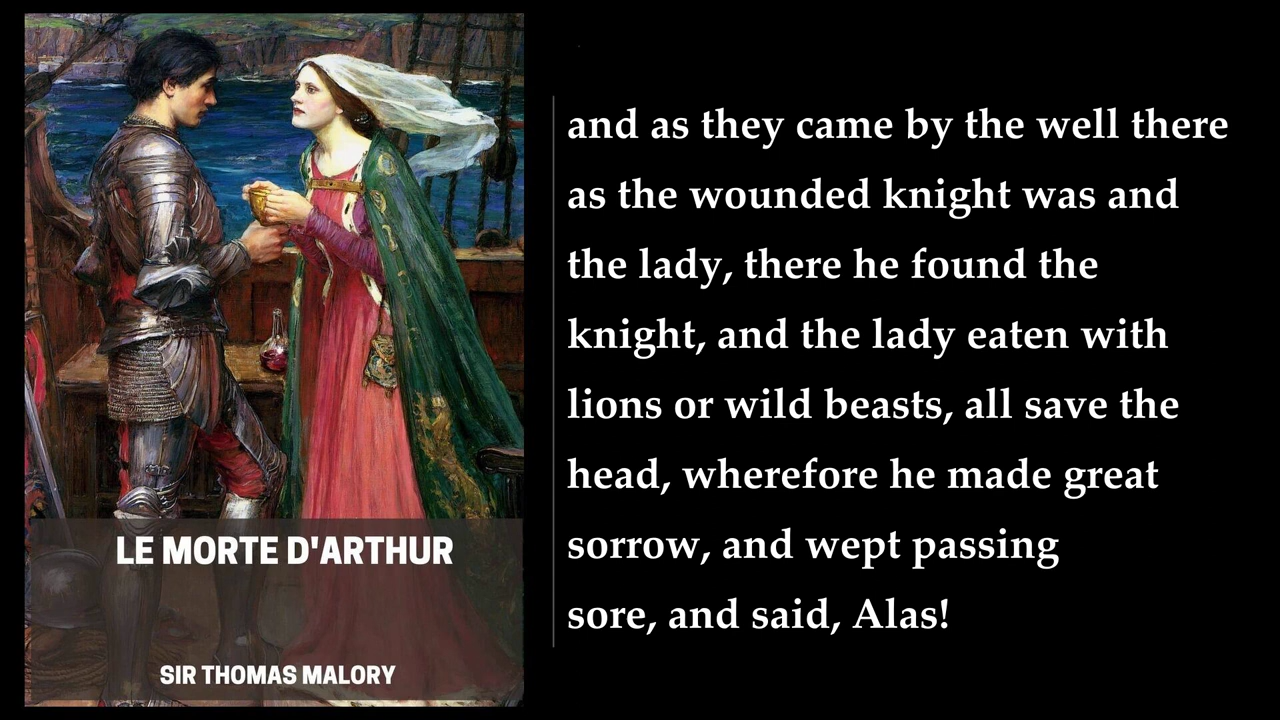 LE MORTE D'ARTHUR
SIR THOMAS MALORY
and as they came by the well there
as the wounded knight was and
the lady, there he found the
knight, and the lady eaten with
lions or wild beasts, all save the
head, wherefore he made great
sorrow, and wept passing
sore, and said, Alas!